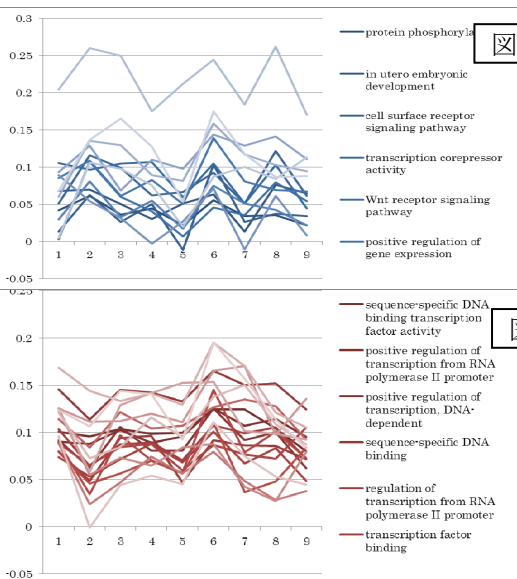 0.3
0.25
0.2
0.15
0.1
0.05
0
-0.05
1 2 3 4 5 6 7 8 9
protein phosphoryla
図
in utero embryonic
development
cell surface receptor
signaling pathway
transcription corepressor
activity
Wnt receptor signaling
pathway
positive regulation of
gene expression
0.25
0.2
0.15
0.1
0.05
0
-0.05
1 2 3 4 5 6 7 8 9
sequence-specific DNA
binding transcription
factor activity
positive regulation of
transcription from RNA
polymerase II promoter
positive regulation of
transcription, DNA-
dependent
sequence-specific DNA
binding
regulation of
transcription from RNA
polymerase II promoter
transcription factor
binding